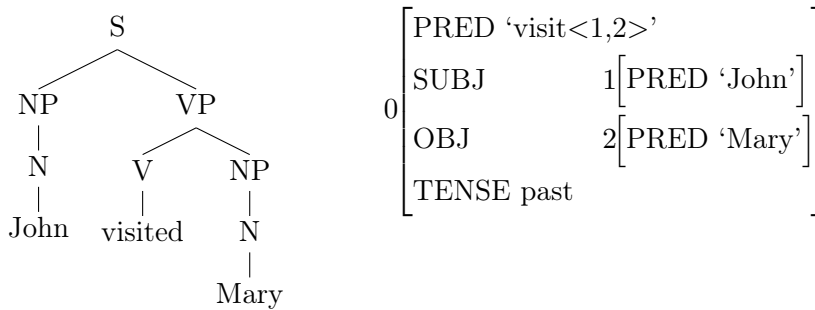 S
NP VP
N V NP
John visited N
Mary
0
PRED ‘visit<1,2>’
SUBJ 1[PRED ‘John’]
OBJ 2[PRED ‘Mary’]
TENSE past